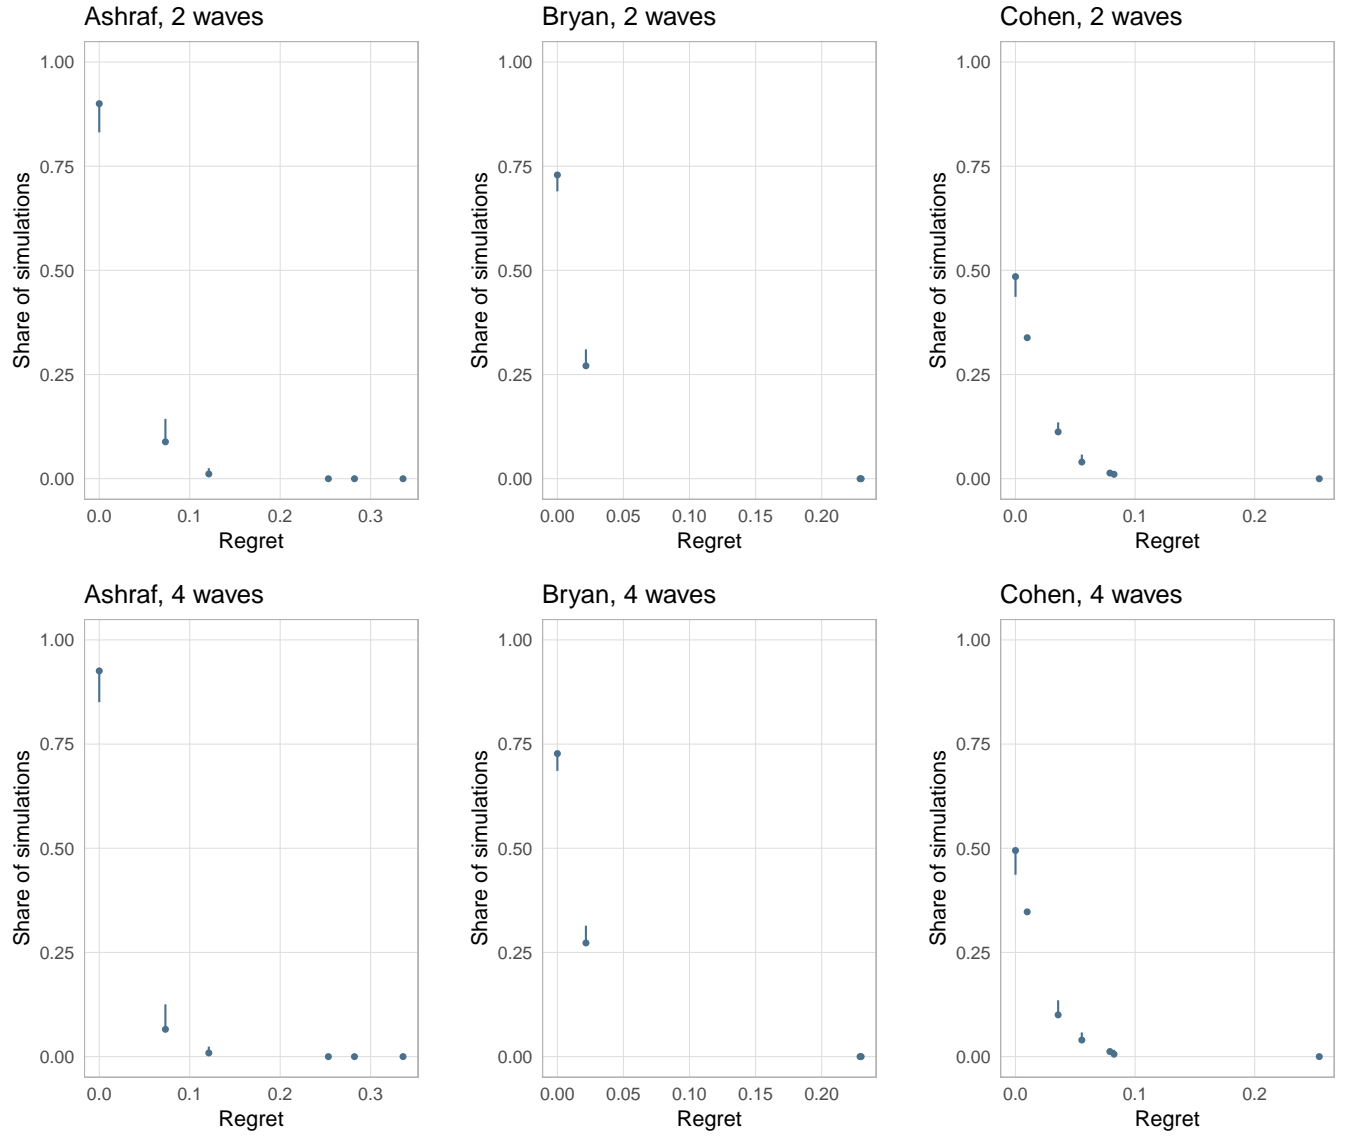 Ashraf, 2 waves
Bryan, 2 waves
Cohen, 2 waves
Share of simulations
1.00
0.75
0.50
0.25
0.00
0.0 0.1 0.2 0.3
Regret
Share of simulations
1.00
0.75
0.50
0.25
0.00
0.00 0.05 0.10 0.15 0.20
Regret
Share of simulations
1.00
0.75
0.50
0.25
0.00
0.0 0.1 0.2
Regret
Ashraf, 4 waves
Bryan, 4 waves
Cohen, 4 waves
Share of simulations
1.00
0.75
0.50
0.25
0.00
0.0 0.1 0.2 0.3
Regret
Share of simulations
1.00
0.75
0.50
0.25
0.00
0.00 0.05 0.10 0.15 0.20
Regret
Share of simulations
1.00
0.75
0.50
0.25
0.00
0.0 0.1 0.2
Regret